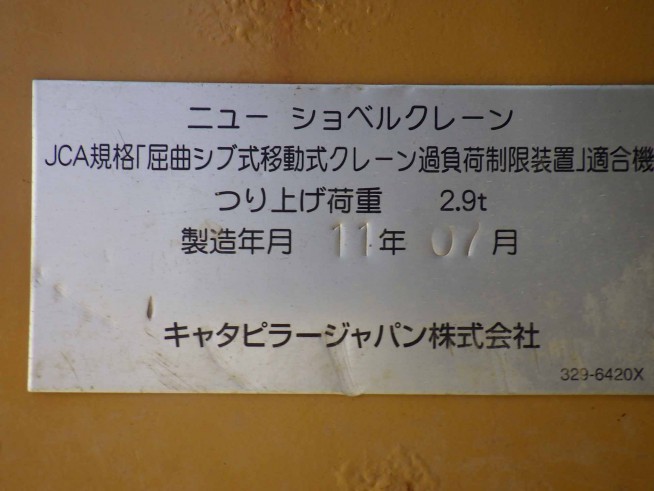 ニュー ショベルクレーン
JCA規格「屈曲ジブ式移動式クレーン過負荷制限装置」適合機
つり上げ荷重 2.9t
製造年月 11年 07月
キャタピラージャパン株式会社
329-6420X